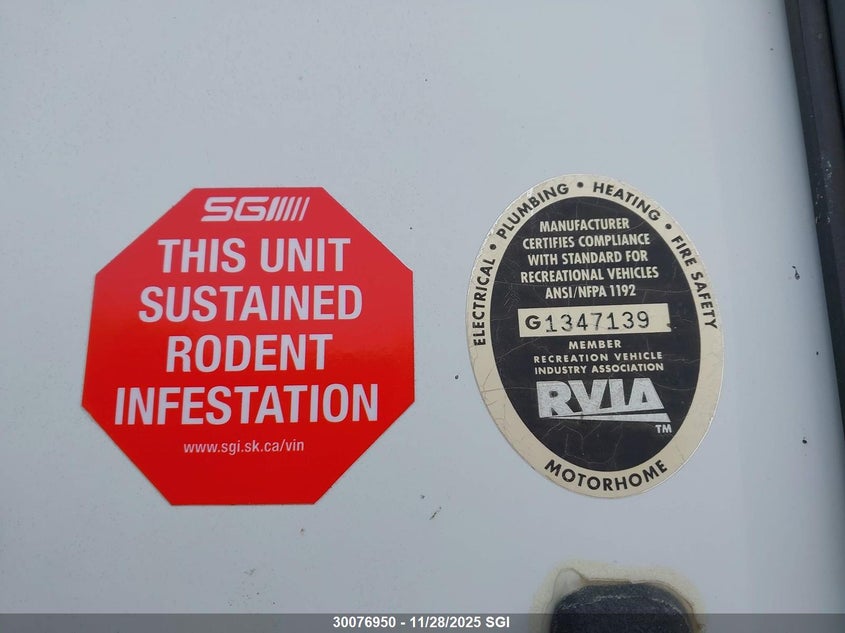 SGI
THIS UNIT
SUSTAINED
RODENT
INFESTATION
www.sgi.sk.ca/vin
ELECTRICAL • PLUMBING • HEATING • FIRE SAFETY
MANUFACTURER
CERTIFIES COMPLIANCE
WITH STANDARD FOR
RECREATIONAL VEHICLES
ANSI/NFPA 1192
G1347139
MEMBER
RECREATION VEHICLE
INDUSTRY ASSOCIATION
RVIA
TM
MOTORHOME
30076950 - 11/28/2025 SGI